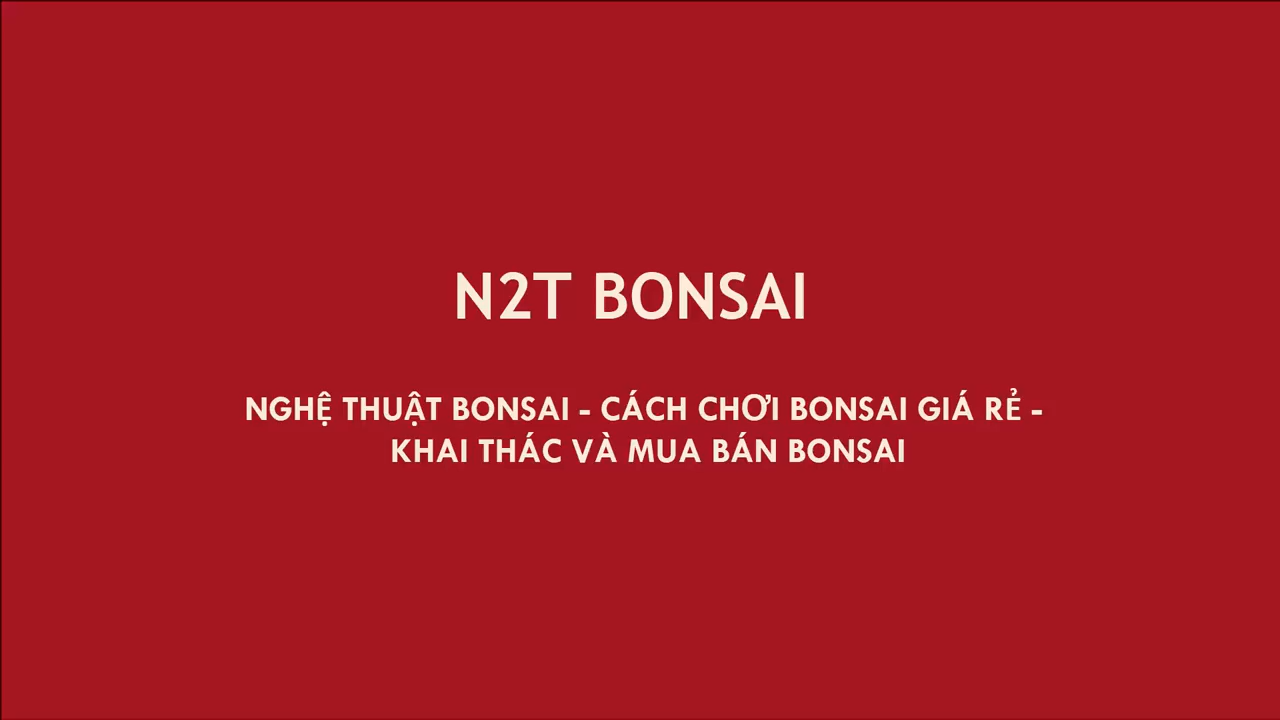 N2T BONSAI
NGHỆ THUẬT BONSAI - CÁCH CHƠI BONSAI GIÁ RẺ -
KHAI THÁC VÀ MUA BÁN BONSAI